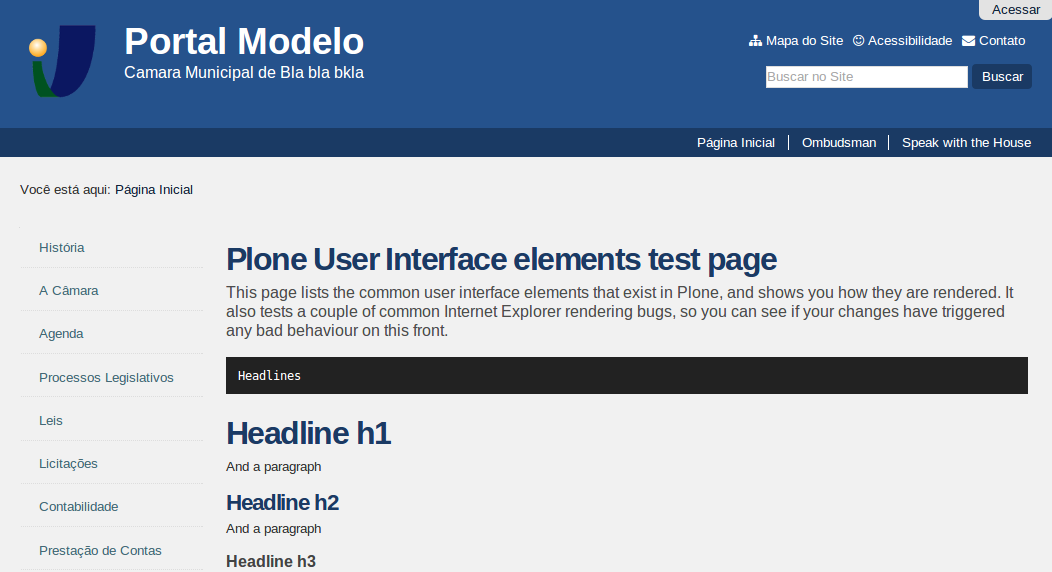 Acessar
Portal Modelo
Camara Municipal de Bla bla bkla
Mapa do Site Acessibilidade Contato
Buscar no Site Buscar
Página Inicial Ombudsman Speak with the House
Você está aqui: Página Inicial
História
A Câmara
Agenda
Processos Legislativos
Leis
Licitações
Contabilidade
Prestação de Contas
Plone User Interface elements test page
This page lists the common user interface elements that exist in Plone, and shows you how they are rendered. It
also tests a couple of common Internet Explorer rendering bugs, so you can see if your changes have triggered
any bad behaviour on this front.
Headlines
Headline h1
And a paragraph
Headline h2
And a paragraph
Headline h3